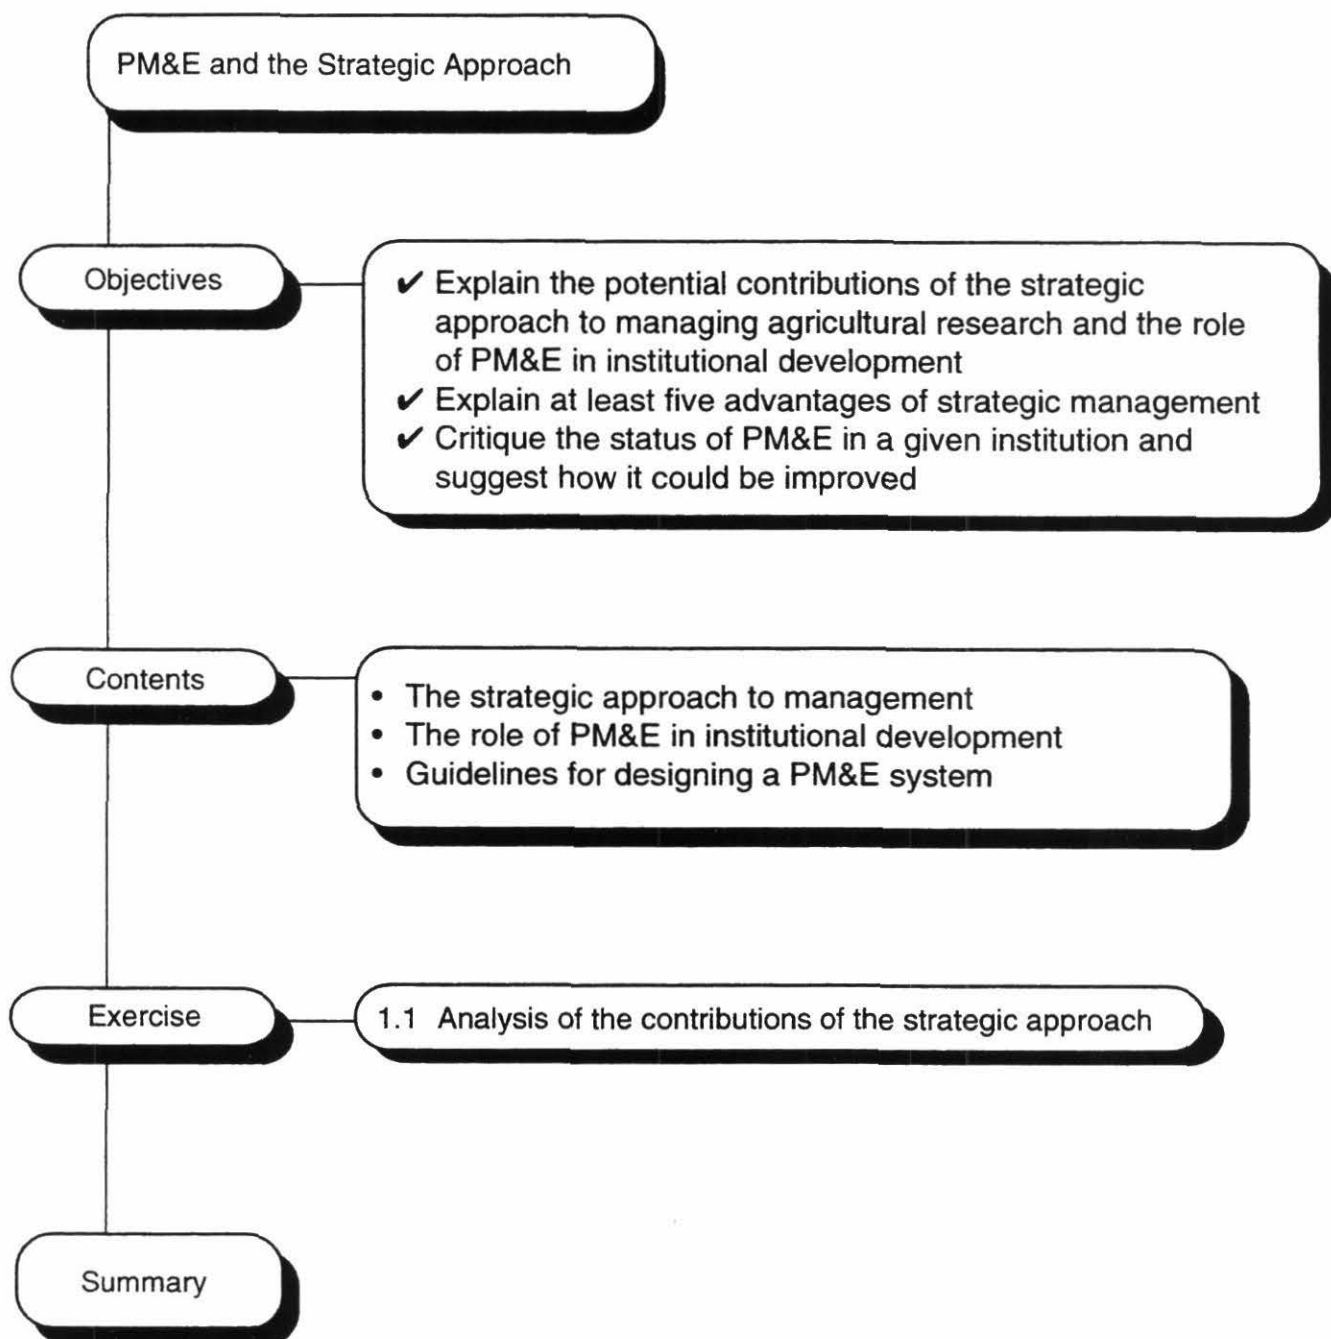 PM&E and the Strategic Approach
Objectives
✔ Explain the potential contributions of the strategic
approach to managing agricultural research and the role
of PM&E in institutional development
✔ Explain at least five advantages of strategic management
✔ Critique the status of PM&E in a given institution and
suggest how it could be improved
Contents
• The strategic approach to management
• The role of PM&E in institutional development
• Guidelines for designing a PM&E system
Exercise
1.1 Analysis of the contributions of the strategic approach
Summary